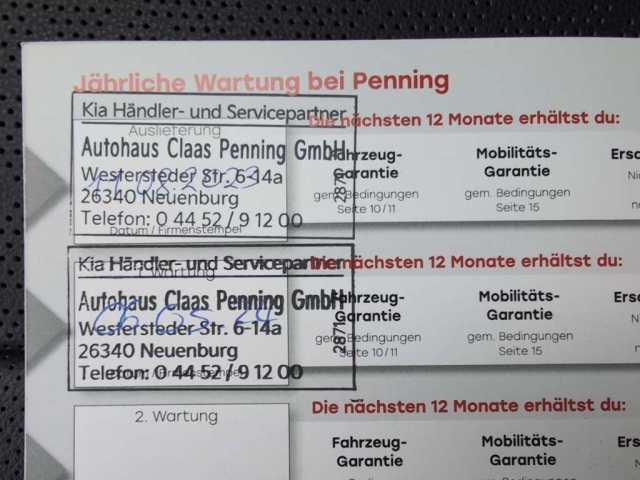 Jährliche Wartung bei Penning
Kia Händler- und Servicepartner
Die nächsten 12 Monate erhältst du:
Auslieferung
Autohaus Claas Penning GmbH
Westersteder Str. 6-14a
26340 Neuenburg
Telefon: 0 44 52 / 9 12 00
Datum / Firmenstempel
2871
Fahrzeug-
Garantie
gem. Bedingungen
Seite 10/11
Mobilitäts-
Garantie
gem. Bedingungen
Seite 15
Kia Händler- und Servicepartner
Die nächsten 12 Monate erhältst du:
1. Wartung
Autohaus Claas Penning GmbH
Westersteder Str. 6-14a
26340 Neuenburg
Telefon: 0 44 52 / 9 12 00
2871
Fahrzeug-
Garantie
gem. Bedingungen
Seite 10/11
Mobilitäts-
Garantie
gem. Bedingungen
Seite 15
2. Wartung
Die nächsten 12 Monate erhältst du:
Fahrzeug-
Garantie
Mobilitäts-
Garantie